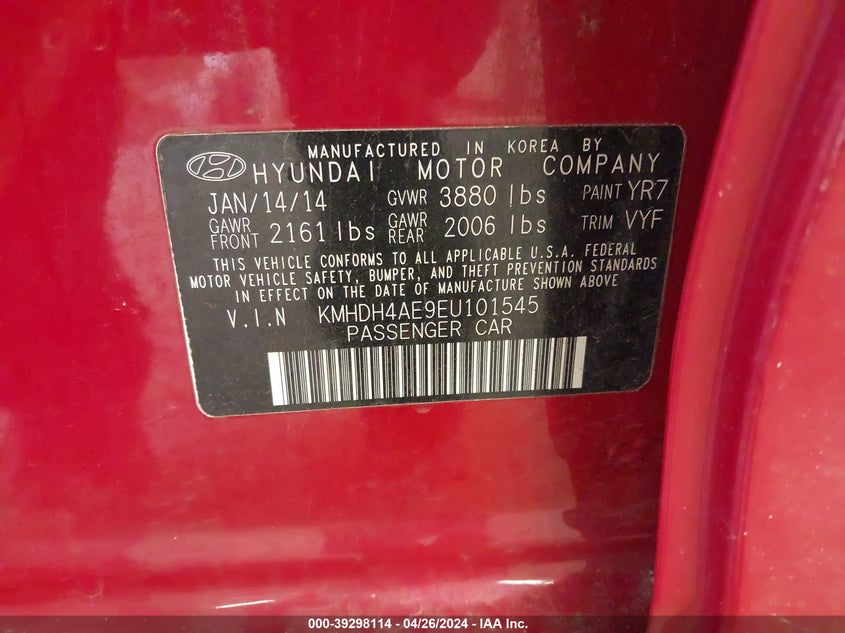 MANUFACTURED IN KOREA BY
HYUNDAI MOTOR COMPANY
JAN/14/14 GVWR 3880 lbs PAINT YR7
GAWR FRONT 2161 lbs GAWR REAR 2006 lbs TRIM VYF
THIS VEHICLE CONFORMS TO ALL APPLICABLE U.S.A. FEDERAL
MOTOR VEHICLE SAFETY, BUMPER, AND THEFT PREVENTION STANDARDS
IN EFFECT ON THE DATE OF MANUFACTURE SHOWN ABOVE
V.I.N KMHDH4AE9EU101545
PASSENGER CAR
000-39298114 - 04/26/2024 - IAA Inc.